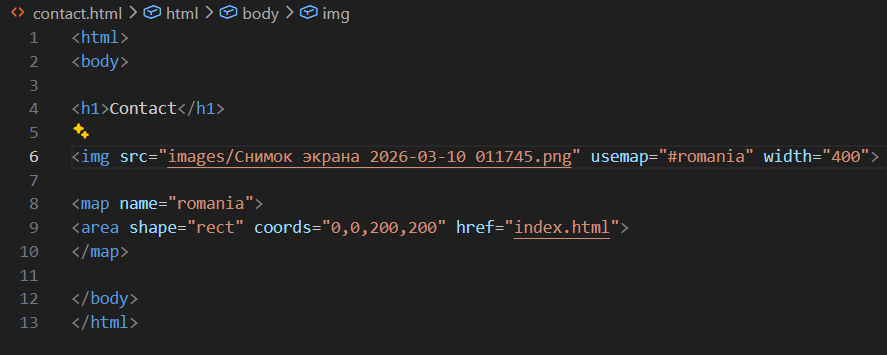 contact.html > html > body > img
1 <html>
2 <body>
3
4 <h1>Contact</h1>
5
6 <img src="images/Снимок экрана 2026-03-10 011745.png" usemap="#romania" width="400">
7
8 <map name="romania">
9 <area shape="rect" coords="0,0,200,200" href="index.html">
10 </map>
11
12 </body>
13 </html>